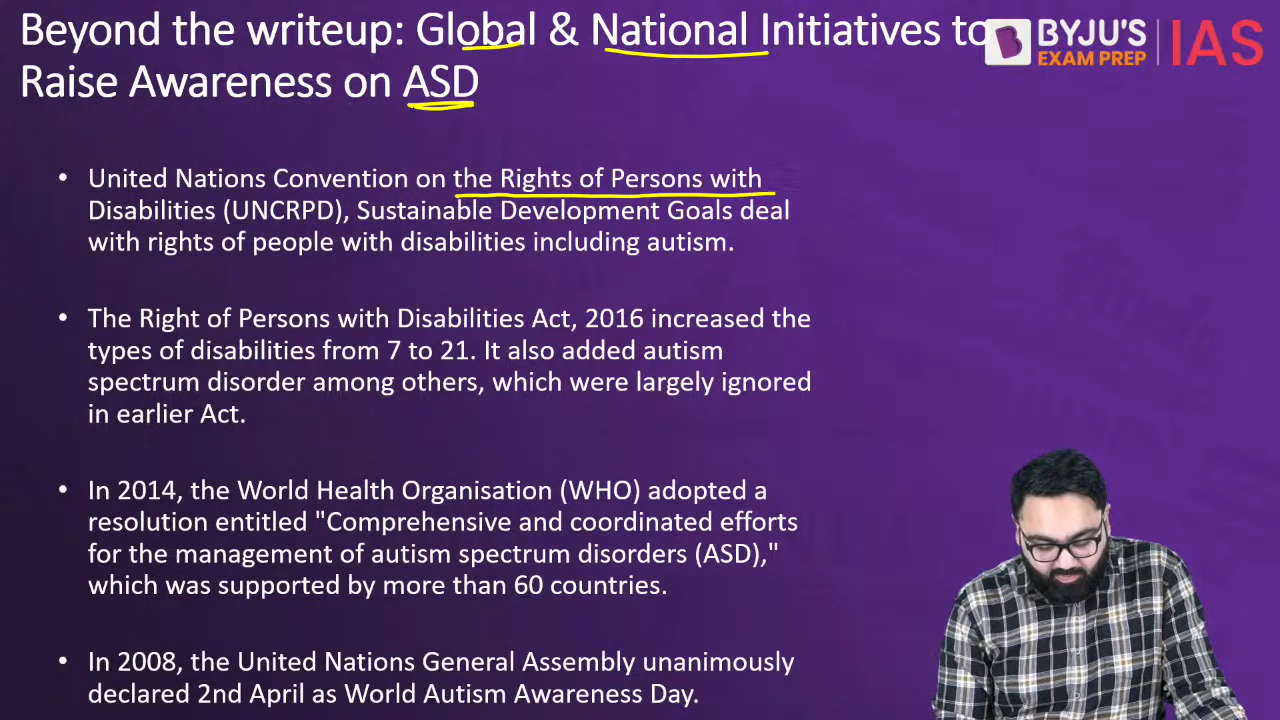 Beyond the writeup: Global & National Initiatives to
Raise Awareness on ASD
BYJU'S
EXAM PREP
IAS
• United Nations Convention on the Rights of Persons with
Disabilities (UNCRPD), Sustainable Development Goals deal
with rights of people with disabilities including autism.
• The Right of Persons with Disabilities Act, 2016 increased the
types of disabilities from 7 to 21. It also added autism
spectrum disorder among others, which were largely ignored
in earlier Act.
• In 2014, the World Health Organisation (WHO) adopted a
resolution entitled "Comprehensive and coordinated efforts
for the management of autism spectrum disorders (ASD),"
which was supported by more than 60 countries.
• In 2008, the United Nations General Assembly unanimously
declared 2nd April as World Autism Awareness Day.